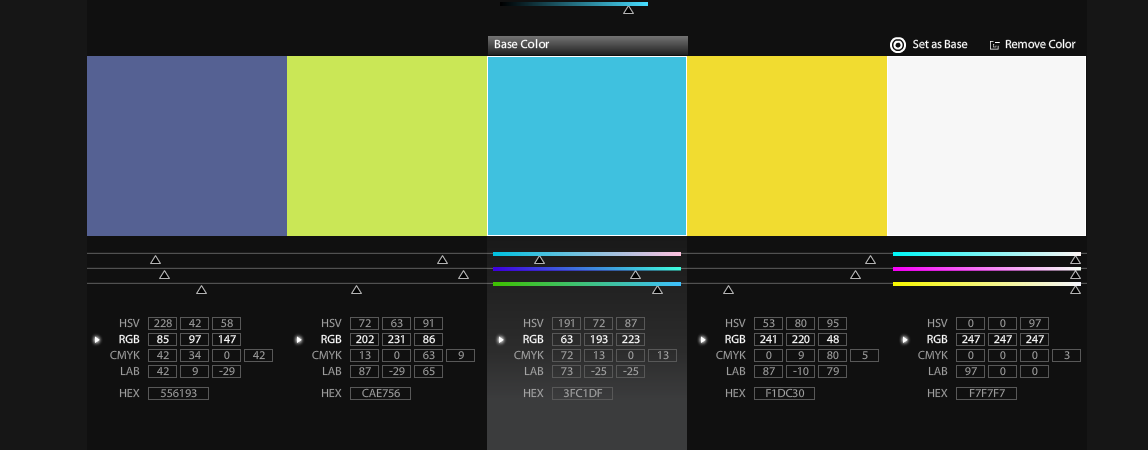 Base Color Set as Base Remove Color
HSV 228 42 58 HSV 72 63 91 HSV 191 72 87 HSV 53 80 95 HSV 0 0 97
RGB 85 97 147 RGB 202 231 86 RGB 63 193 223 RGB 241 220 48 RGB 247 247 247
CMYK 42 34 0 42 CMYK 13 0 63 9 CMYK 72 13 0 13 CMYK 0 9 80 5 CMYK 0 0 0 3
LAB 42 9 -29 LAB 87 -29 65 LAB 73 -25 -25 LAB 87 -10 79 LAB 97 0 0
HEX 556193 HEX CAE756 HEX 3FC1DF HEX F1DC30 HEX F7F7F7